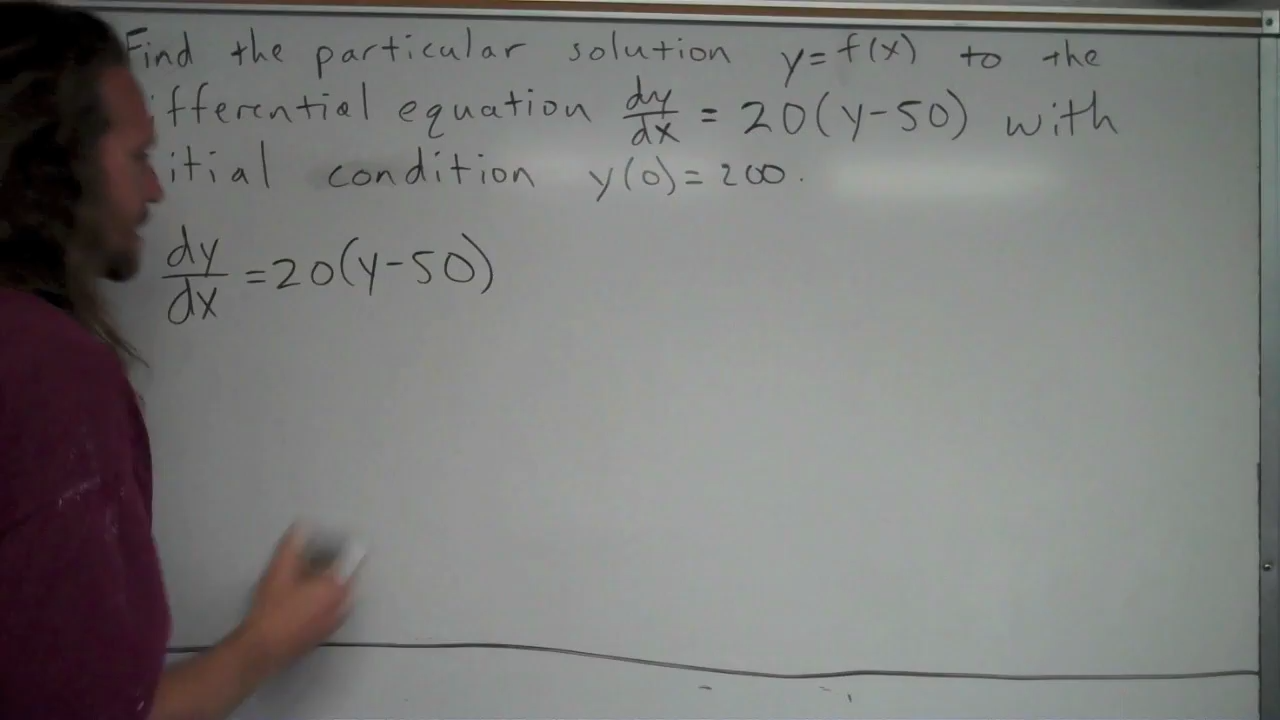 Find the particular solution y=f(x) to the
ifferential equation dy/dx = 20(y-50) with
itial condition y(0)=200.
dy/dx =20(y-50)